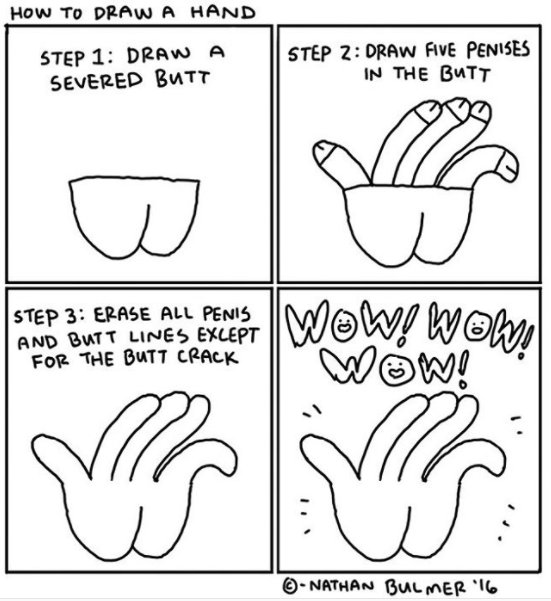 HOW TO DRAW A HAND
STEP 1: DRAW A
SEVERED BUTT
STEP 2: DRAW FIVE PENISES
IN THE BUTT
STEP 3: ERASE ALL PENIS
AND BUTT LINES EXCEPT
FOR THE BUTT CRACK
WOW! WOW!
WOW!
©-NATHAN BULMER '16